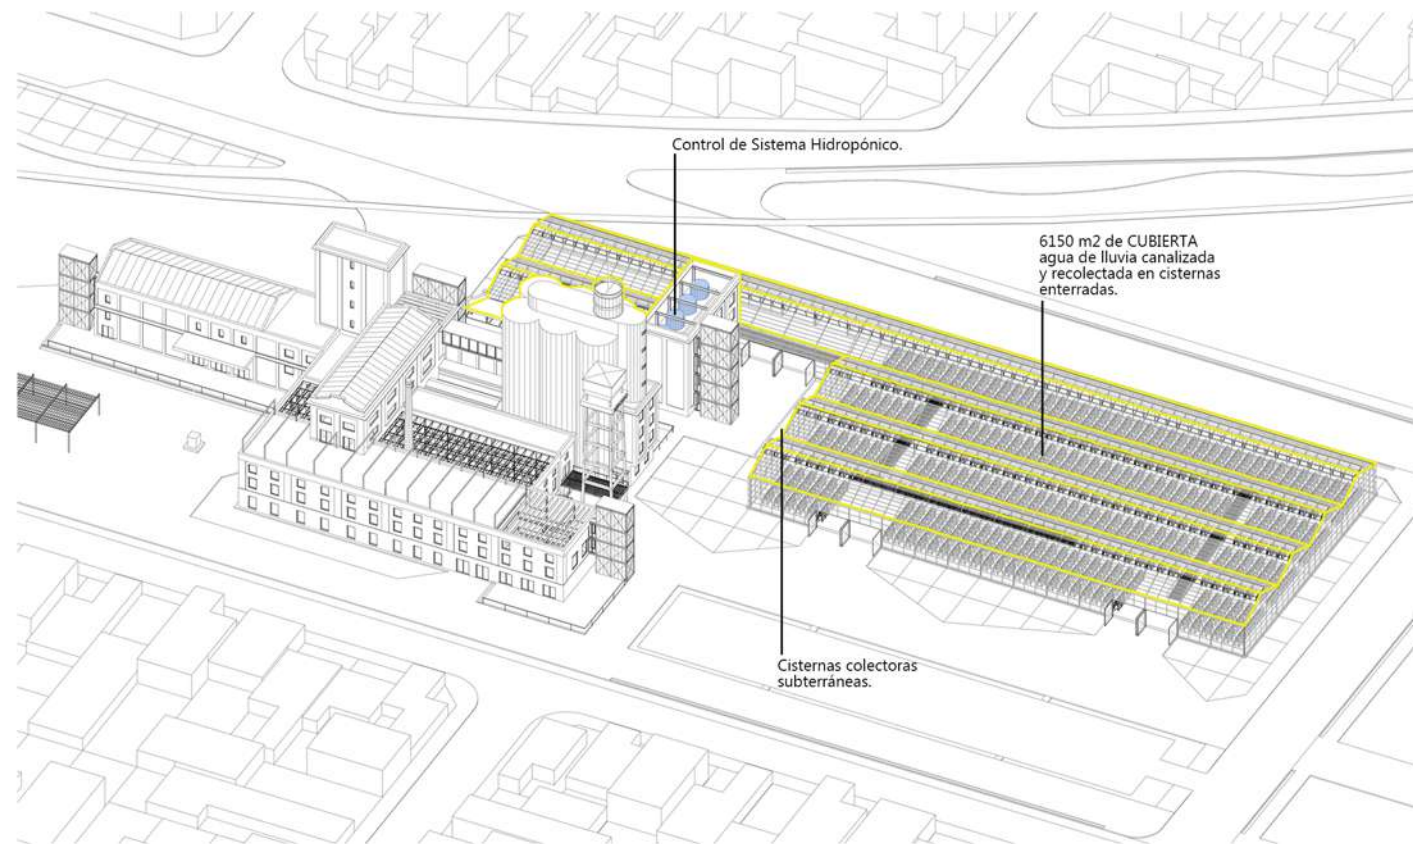 Control de Sistema Hidropónico.
6150 m2 de CUBIERTA
agua de lluvia canalizada
y recolectada en cisternas
enterradas.
Cisternas colectoras
subterráneas.